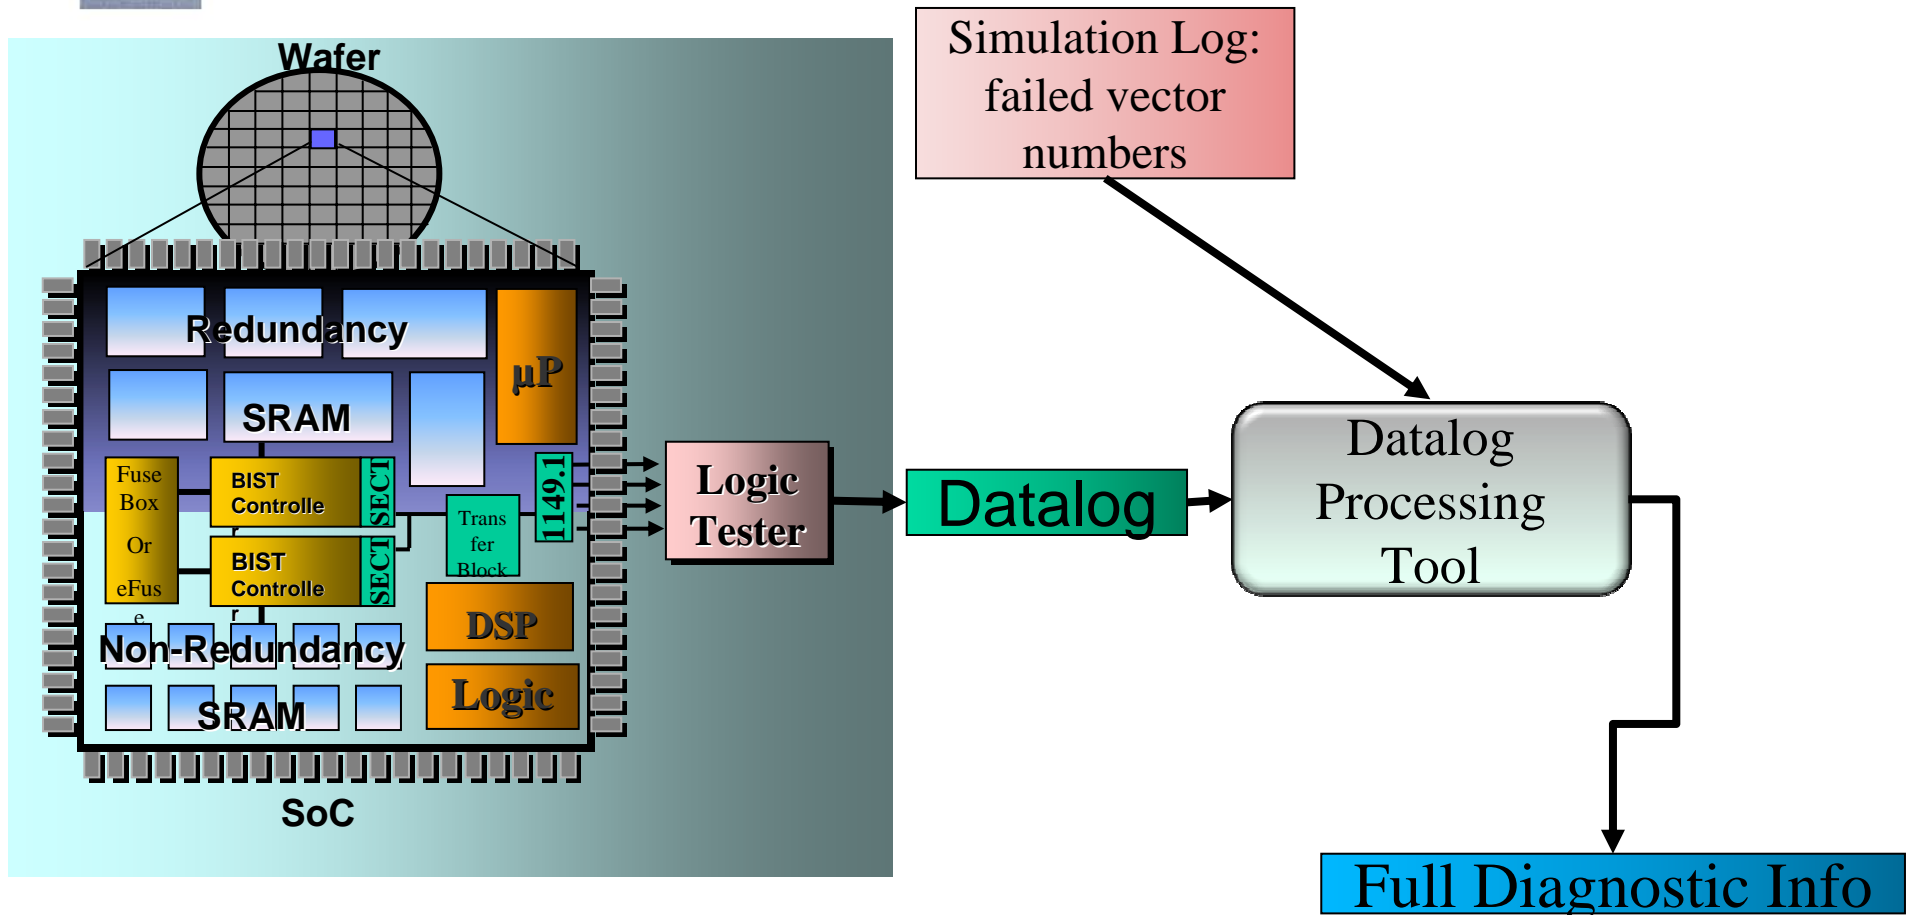 Wafer
Simulation Log:
failed vector
numbers
Redundancy
SRAM
µP
Fuse
Box
Or
eFus
e
BIST
Controlle
r
SECT
BIST
Controlle
r
SECT
Trans
fer
Block
1149.1
Logic
Tester
Datalog
Datalog
Processing
Tool
DSP
Non-Redundancy
SRAM
Logic
SoC
Full Diagnostic Info